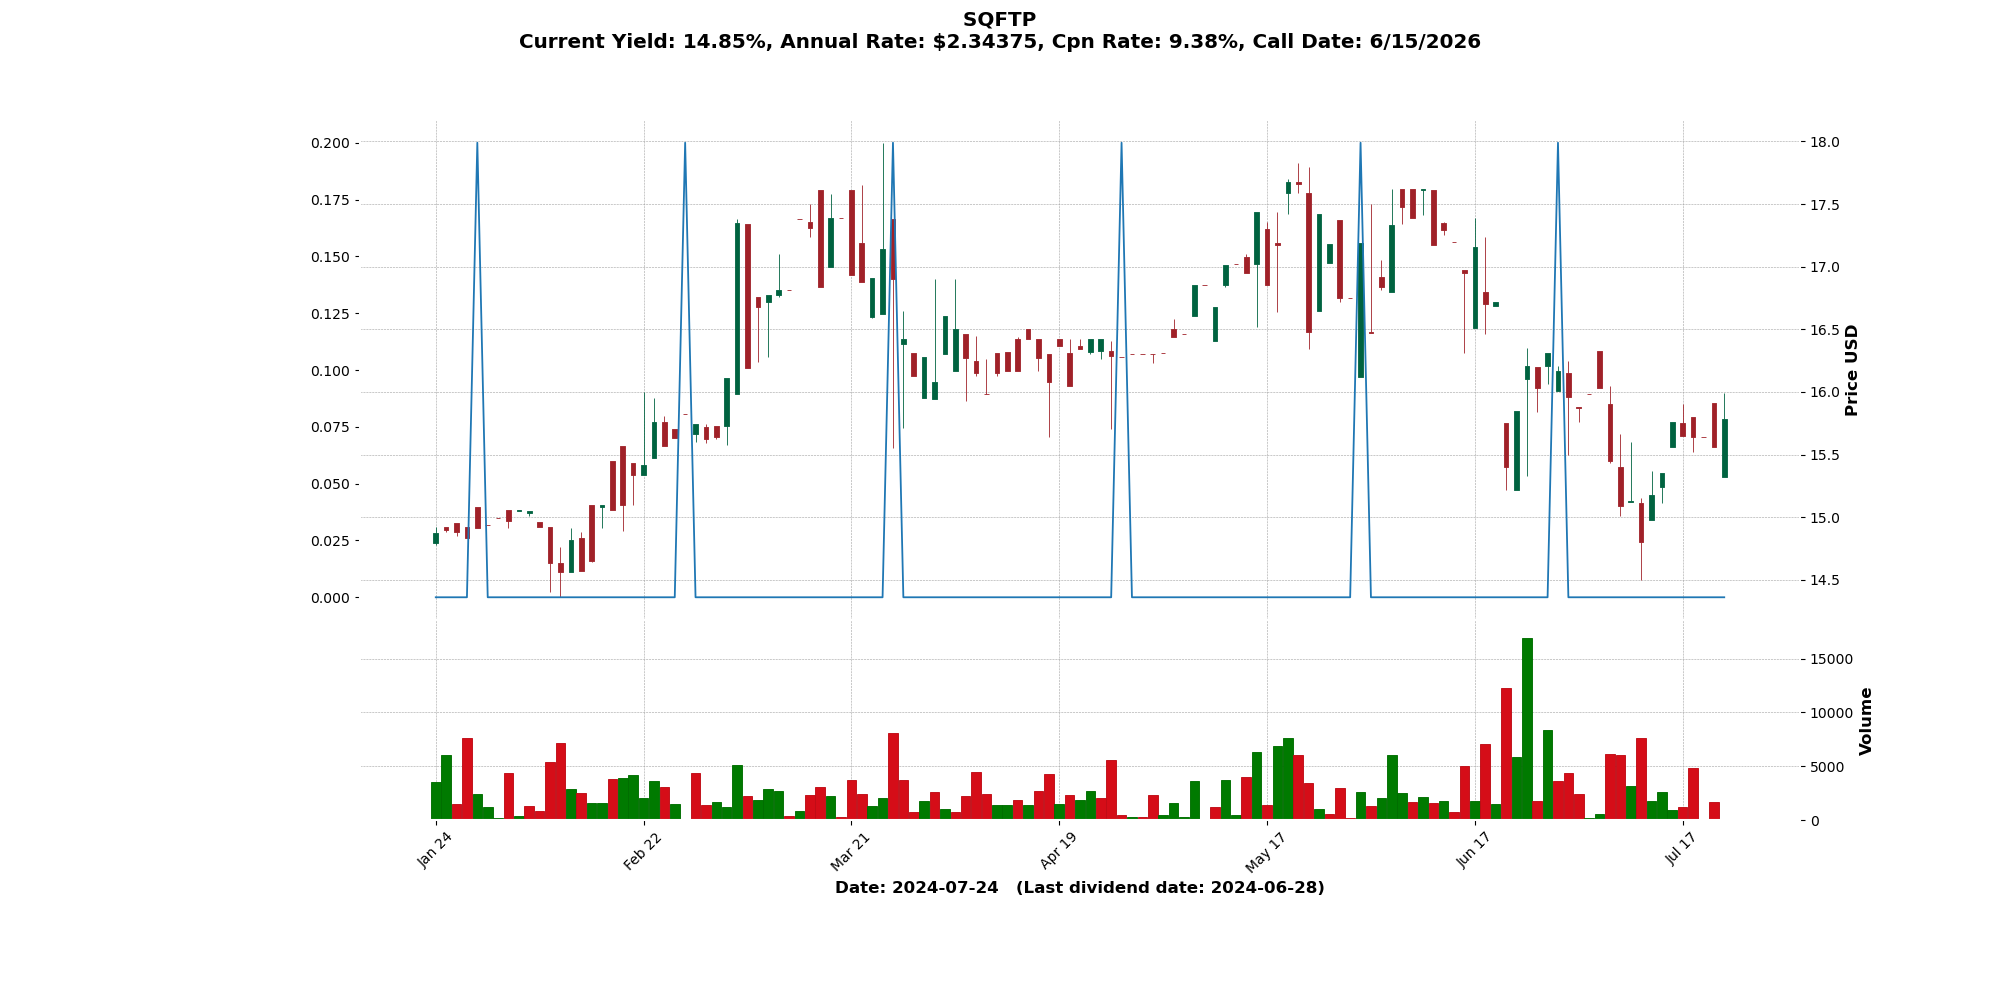 SQFTP
Current Yield: 14.85%, Annual Rate: $2.34375, Cpn Rate: 9.38%, Call Date: 6/15/2026
0.200
0.175
0.150
0.125
0.100
0.075
0.050
0.025
0.000
18.0
17.5
17.0
16.5
16.0
15.5
15.0
14.5
Price USD
15000
10000
5000
0
Volume
Jan 24
Feb 22
Mar 21
Apr 19
May 17
Jun 17
Jul 17
Date: 2024-07-24   (Last dividend date: 2024-06-28)